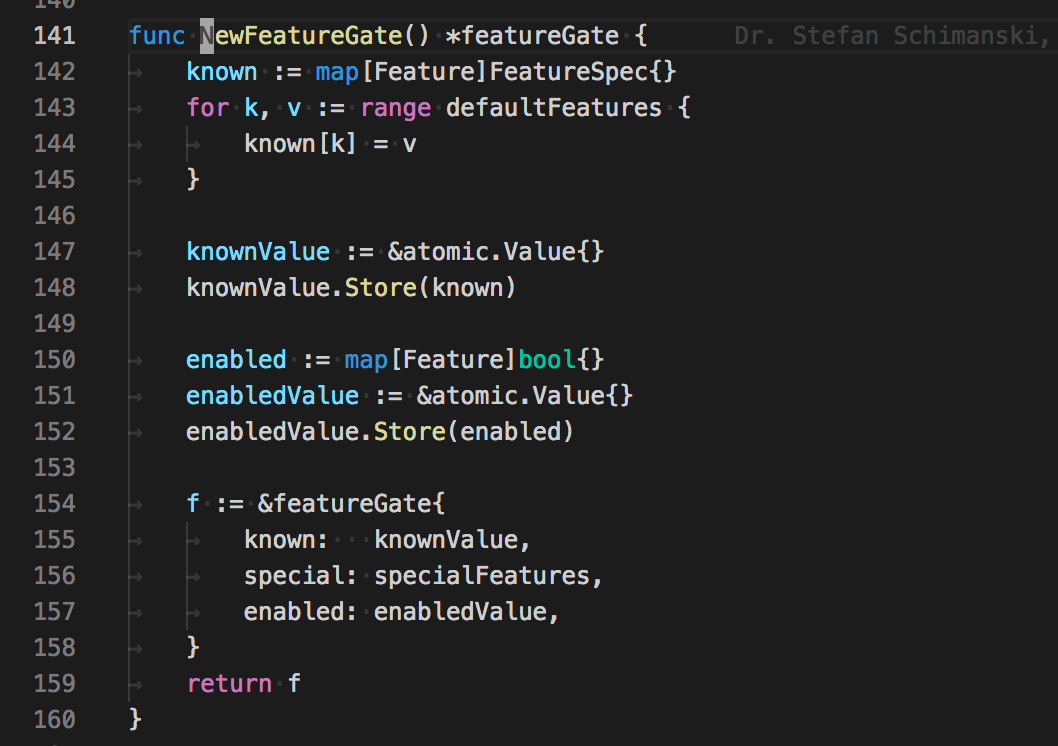 141 func NewFeatureGate() *featureGate { Dr. Stefan Schimanski,
142 known := map[Feature]FeatureSpec{}
143 for k, v := range defaultFeatures {
144 known[k] = v
145 }
146
147 knownValue := &atomic.Value{}
148 knownValue.Store(known)
149
150 enabled := map[Feature]bool{}
151 enabledValue := &atomic.Value{}
152 enabledValue.Store(enabled)
153
154 f := &featureGate{
155 known: knownValue,
156 special: specialFeatures,
157 enabled: enabledValue,
158 }
159 return f
160 }